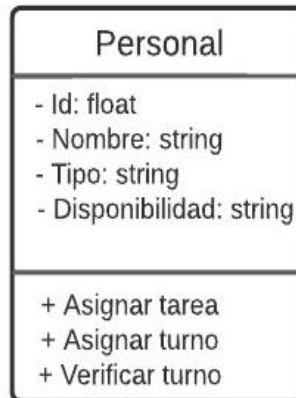 Personal
- Id: float
- Nombre: string
- Tipo: string
- Disponibilidad: string
+ Asignar tarea
+ Asignar turno
+ Verificar turno